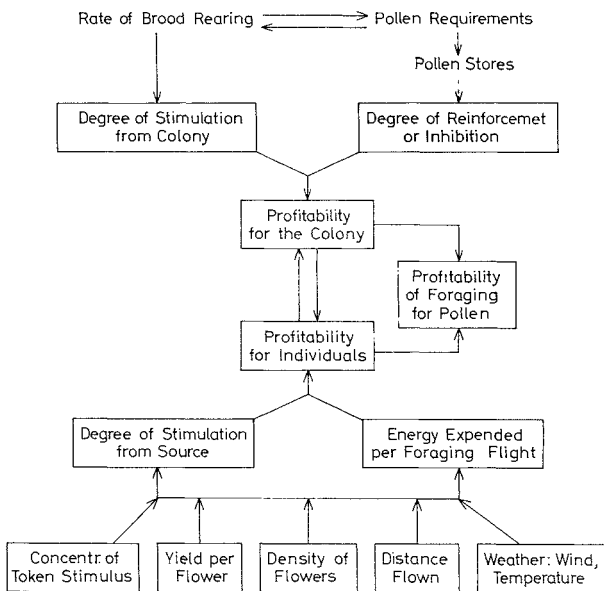 Rate of Brood Rearing
Pollen Requirements
Pollen Stores
Degree of Stimulation
from Colony
Degree of Reinforcemet
or Inhibition
Profitability
for the Colony
Profitability
of Foraging
for Pollen
Profitability
for Individuals
Degree of Stimulation
from Source
Energy Expended
per Foraging Flight
Concentr. of
Token Stimulus
Yield per
Flower
Density of
Flowers
Distance
Flown
Weather: Wind,
Temperature